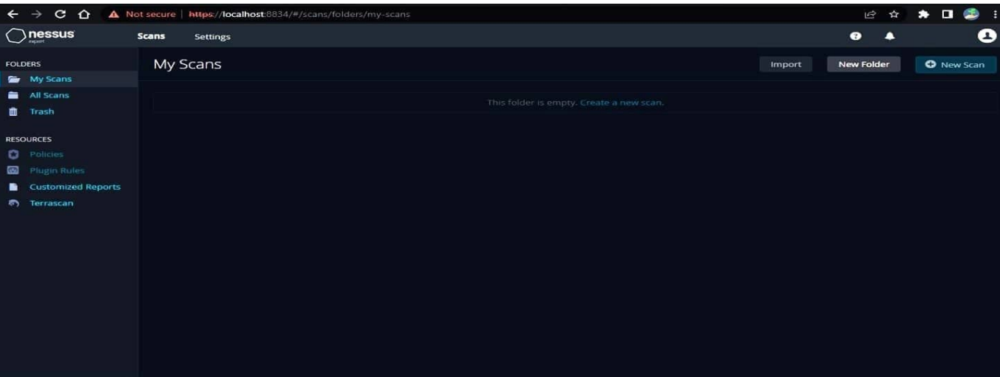 Not secure | https://localhost:8834/#/scans/folders/my-scans
nessus
expert
Scans
Settings
FOLDERS
My Scans
All Scans
Trash
RESOURCES
Policies
Plugin Rules
Customized Reports
Terrascan
My Scans
Import
New Folder
New Scan
This folder is empty. Create a new scan.